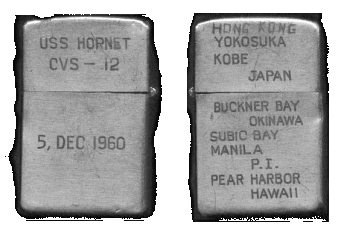 USS HORNET
CVS - 12
5, DEC 1960
HONG KONG
YOKOSUKA
KOBE
JAPAN
BUCKNER BAY
OKINAWA
SUBIC BAY
MANILA
P.I.
PEAR HARBOR
HAWAII